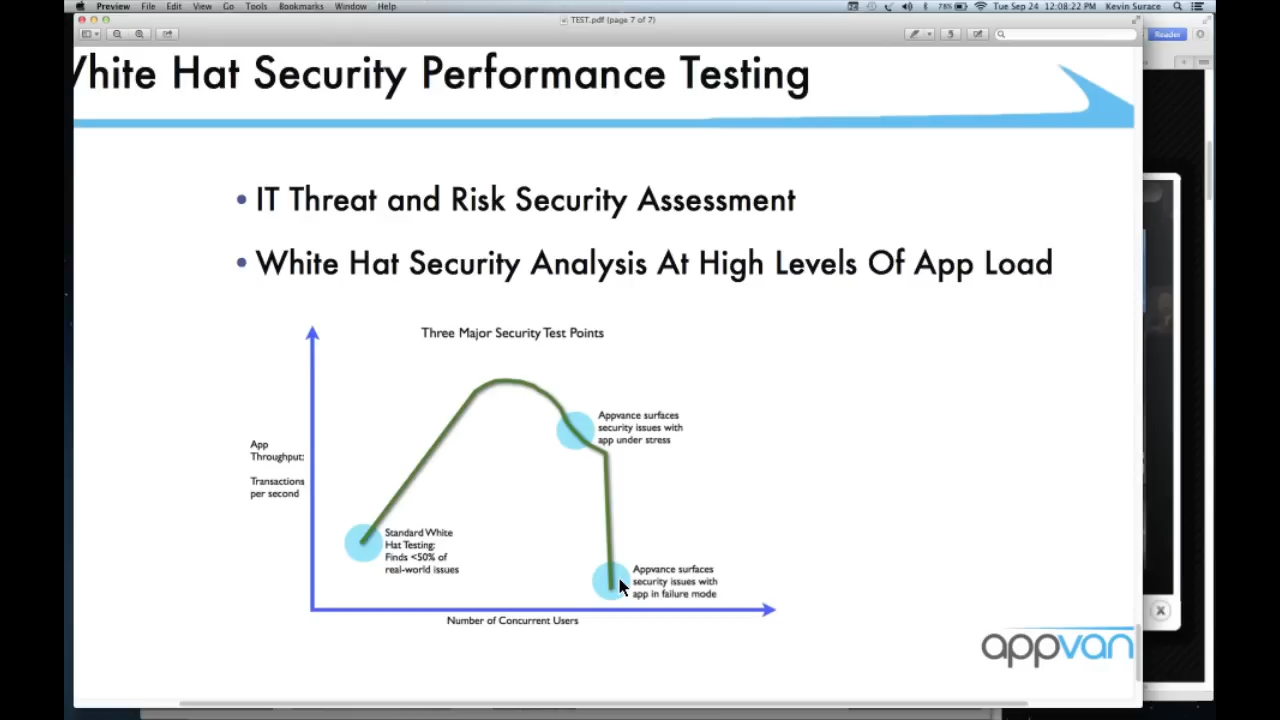 Preview File Edit View Go Tools Bookmarks Window Help
78% Tue Sep 24 12:08:22 PM Kevin Surace
TEST.pdf (page 7 of 7)
Reader
White Hat Security Performance Testing
• IT Threat and Risk Security Assessment
• White Hat Security Analysis At High Levels Of App Load
Three Major Security Test Points
Appvance surfaces
security issues with
app under stress
App
Throughput:
Transactions
per second
Standard White
Hat Testing:
Finds <50% of
real-world issues
Appvance surfaces
security issues with
app in failure mode
Number of Concurrent Users
appvan